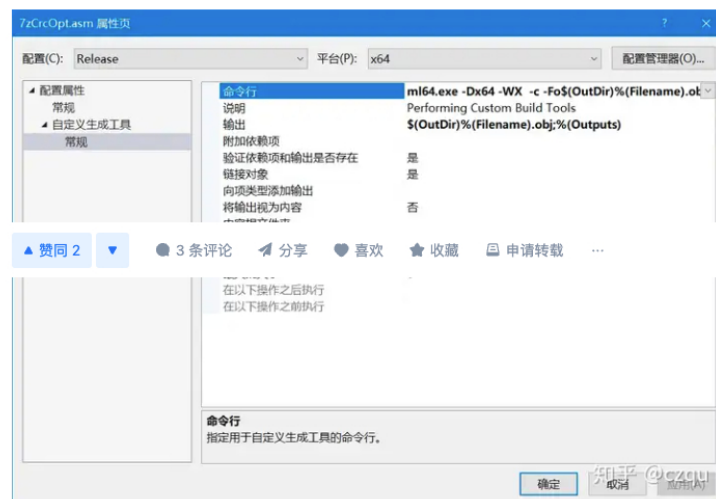 7zCrcOpt.asm 属性页
配置(C): Release 平台(P): x64 配置管理器(O)...
配置属性
常规
自定义生成工具
常规
命令行 ml64.exe -Dx64 -WX -c -Fo$(OutDir)%(Filename).ob
说明 Performing Custom Build Tools
输出 $(OutDir)%(Filename).obj;%(Outputs)
附加依赖项
验证依赖项和输出是否存在 是
链接对象 是
向项类型添加输出
将输出视为内容 否
赞同 2 3 条评论 分享 喜欢 收藏 申请转载 ...
在以下操作之后执行
在以下操作之前执行
命令行
指定用于自定义生成工具的命令行。
确定 取消 应用(A)
知乎 @czqu